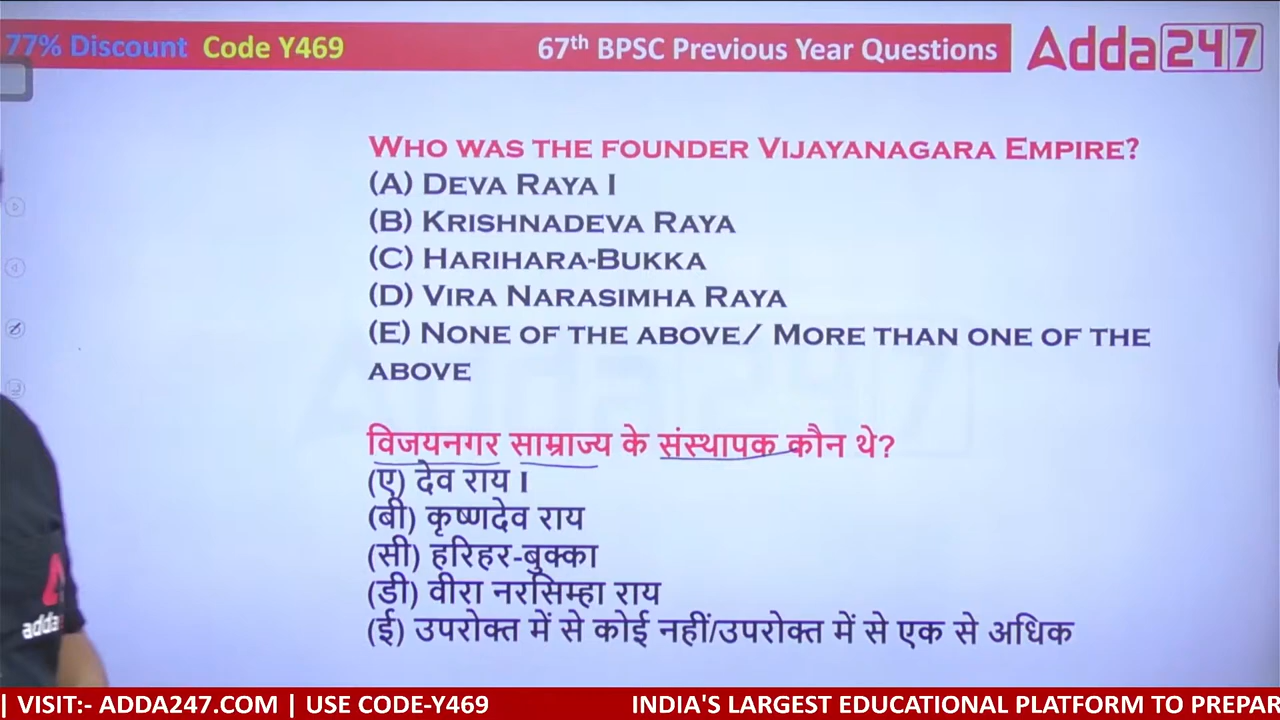 77% Discount Code Y469
67th BPSC Previous Year Questions
Adda247
WHO WAS THE FOUNDER VIJAYANAGARA EMPIRE?
(A) DEVA RAYA I
(B) KRISHNADEVA RAYA
(C) HARIHARA-BUKKA
(D) VIRA NARASIMHA RAYA
(E) NONE OF THE ABOVE/ MORE THAN ONE OF THE
ABOVE
विजयनगर साम्राज्य के संस्थापक कौन थे?
(ए) देव राय I
(बी) कृष्णदेव राय
(सी) हरिहर-बुक्का
(डी) वीरा नरसिम्हा राय
(ई) उपरोक्त में से कोई नहीं/उपरोक्त में से एक से अधिक
adda
| VISIT:- ADDA247.COM | USE CODE-Y469
INDIA'S LARGEST EDUCATIONAL PLATFORM TO PREPAR